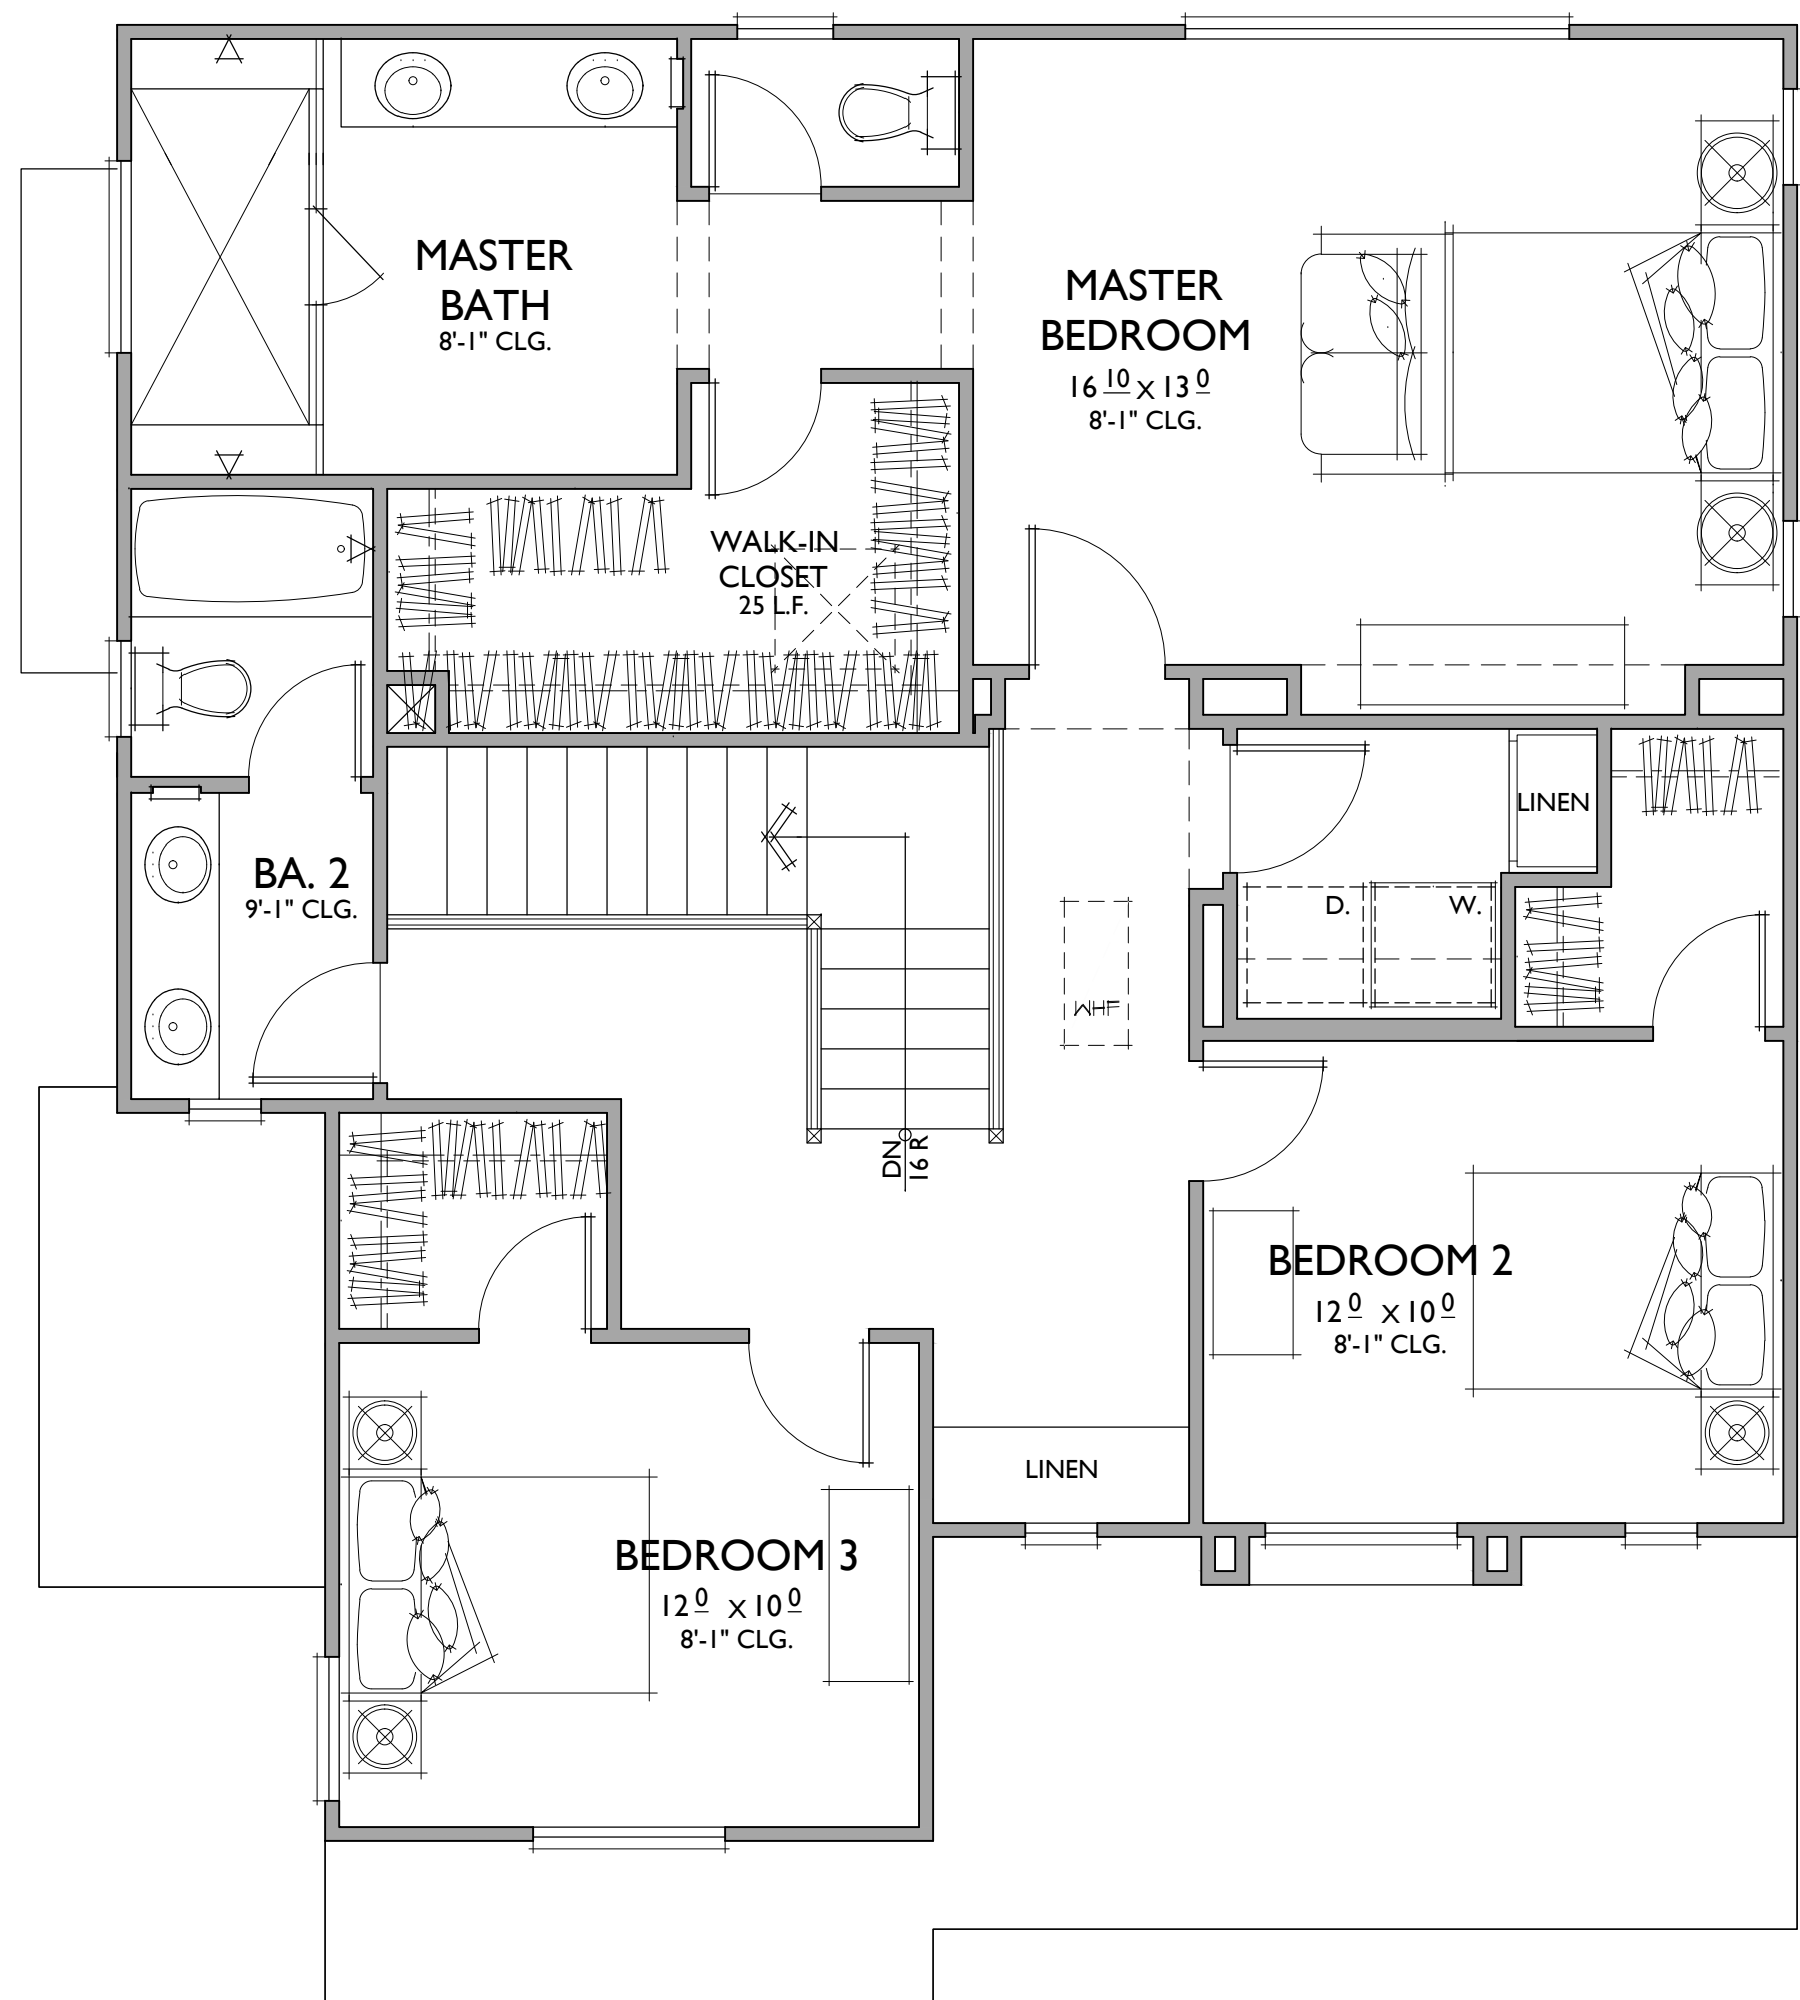 MASTER
BATH
8'-1" CLG.
MASTER
BEDROOM
16 10 X 13 0
8'-1" CLG.
WALK-IN
CLOSET
25 L.F.
LINEN
BA. 2
9'-1" CLG.
D.
W.
WHF
DN
16 R
BEDROOM 2
12 0 X 10 0
8'-1" CLG.
LINEN
BEDROOM 3
12 0 X 10 0
8'-1" CLG.